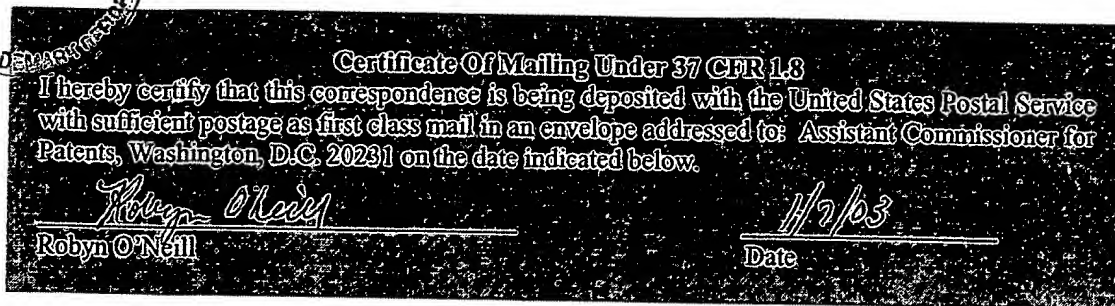 DEMARK
Certificate Of Mailing Under 37 CFR 1.8
I hereby certify that this correspondence is being deposited with the United States Postal Service
with sufficient postage as first class mail in an envelope addressed to: Assistant Commissioner for
Patents, Washington, D.C. 20231 on the date indicated below.
Robyn O'Neill 1/7/03
Robyn O'Neill Date